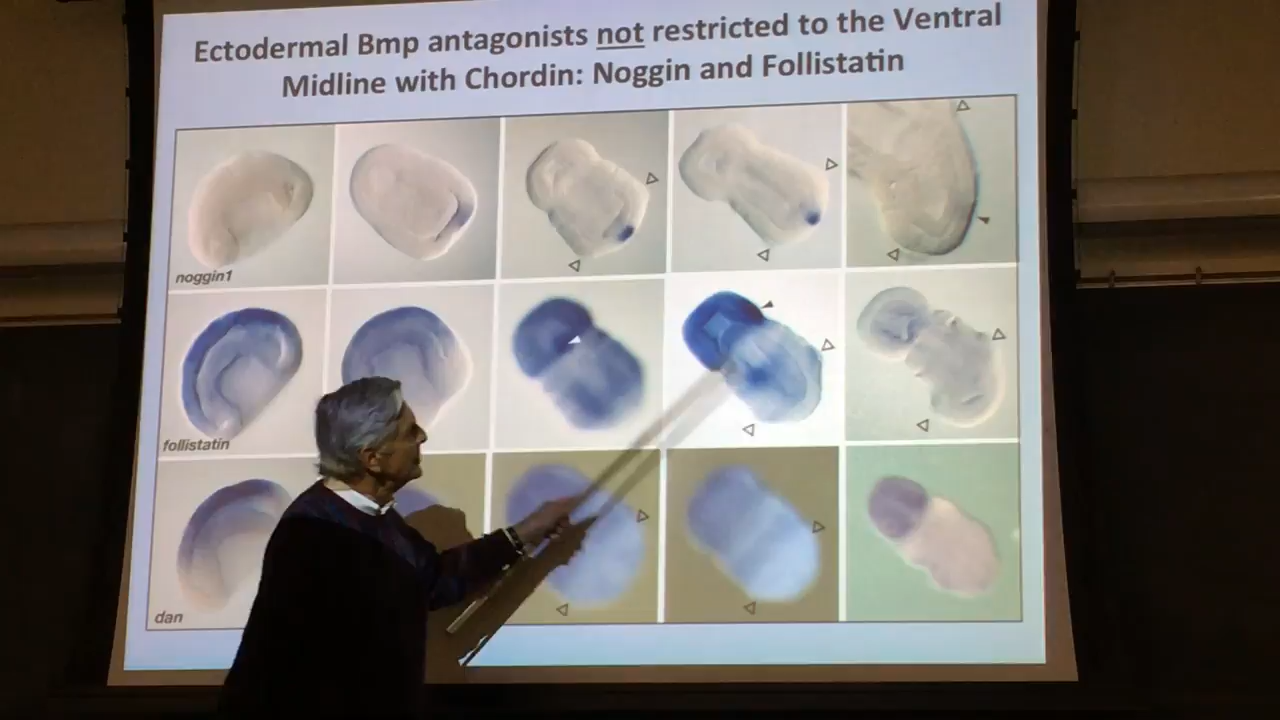 Ectodermal Bmp antagonists not restricted to the Ventral
Midline with Chordin: Noggin and Follistatin
noggin1
follistatin
dan